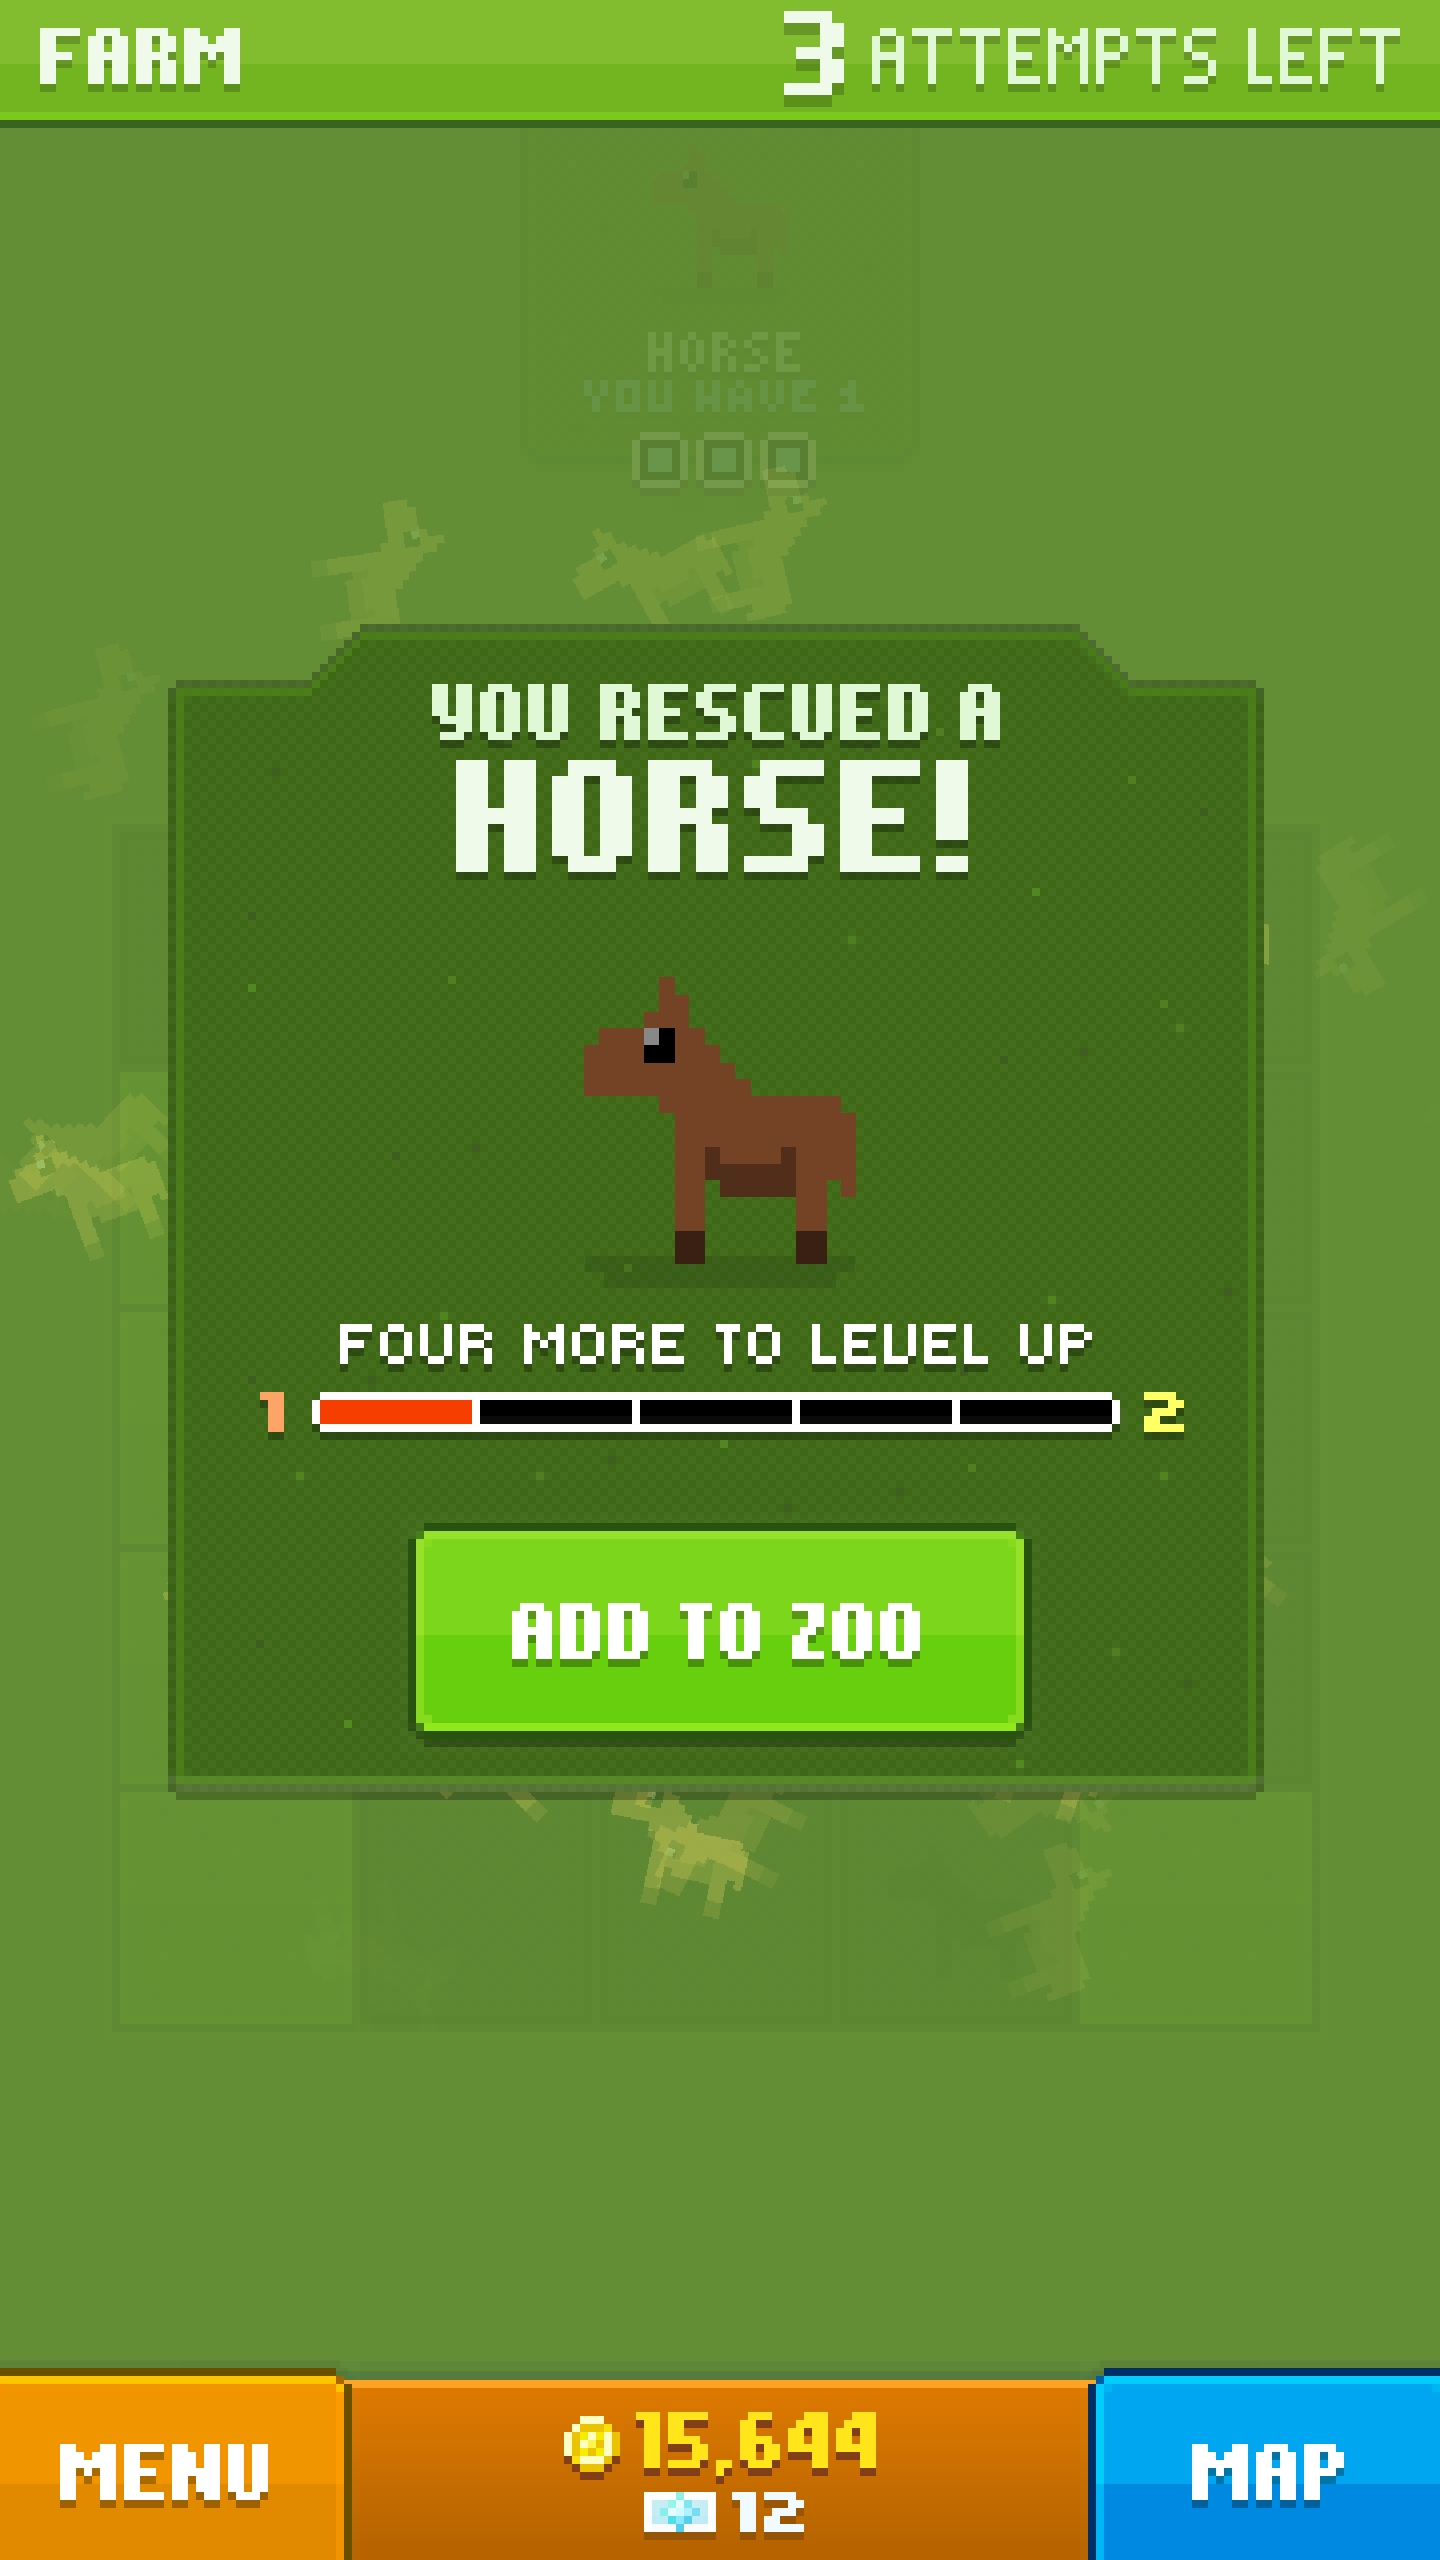 FARM
3 ATTEMPTS LEFT
HORSE
YOU HAVE 1
YOU RESCUED A
HORSE!
FOUR MORE TO LEVEL UP
1 2
ADD TO ZOO
MENU
15,644
12
MAP